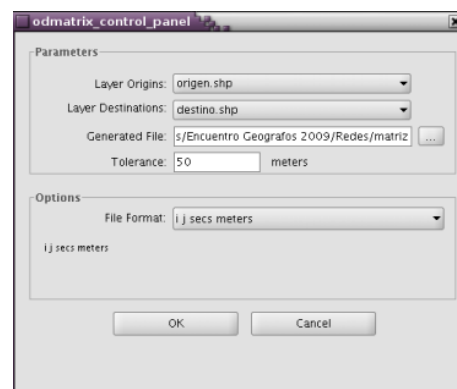 odmatrix_control_panel
Parameters
Layer Origins: origen.shp
Layer Destinations: destino.shp
Generated File: s/Encuentro Geografos 2009/Redes/matriz ...
Tolerance: 50 meters
Options
File Format: i j secs meters
i j secs meters
OK Cancel